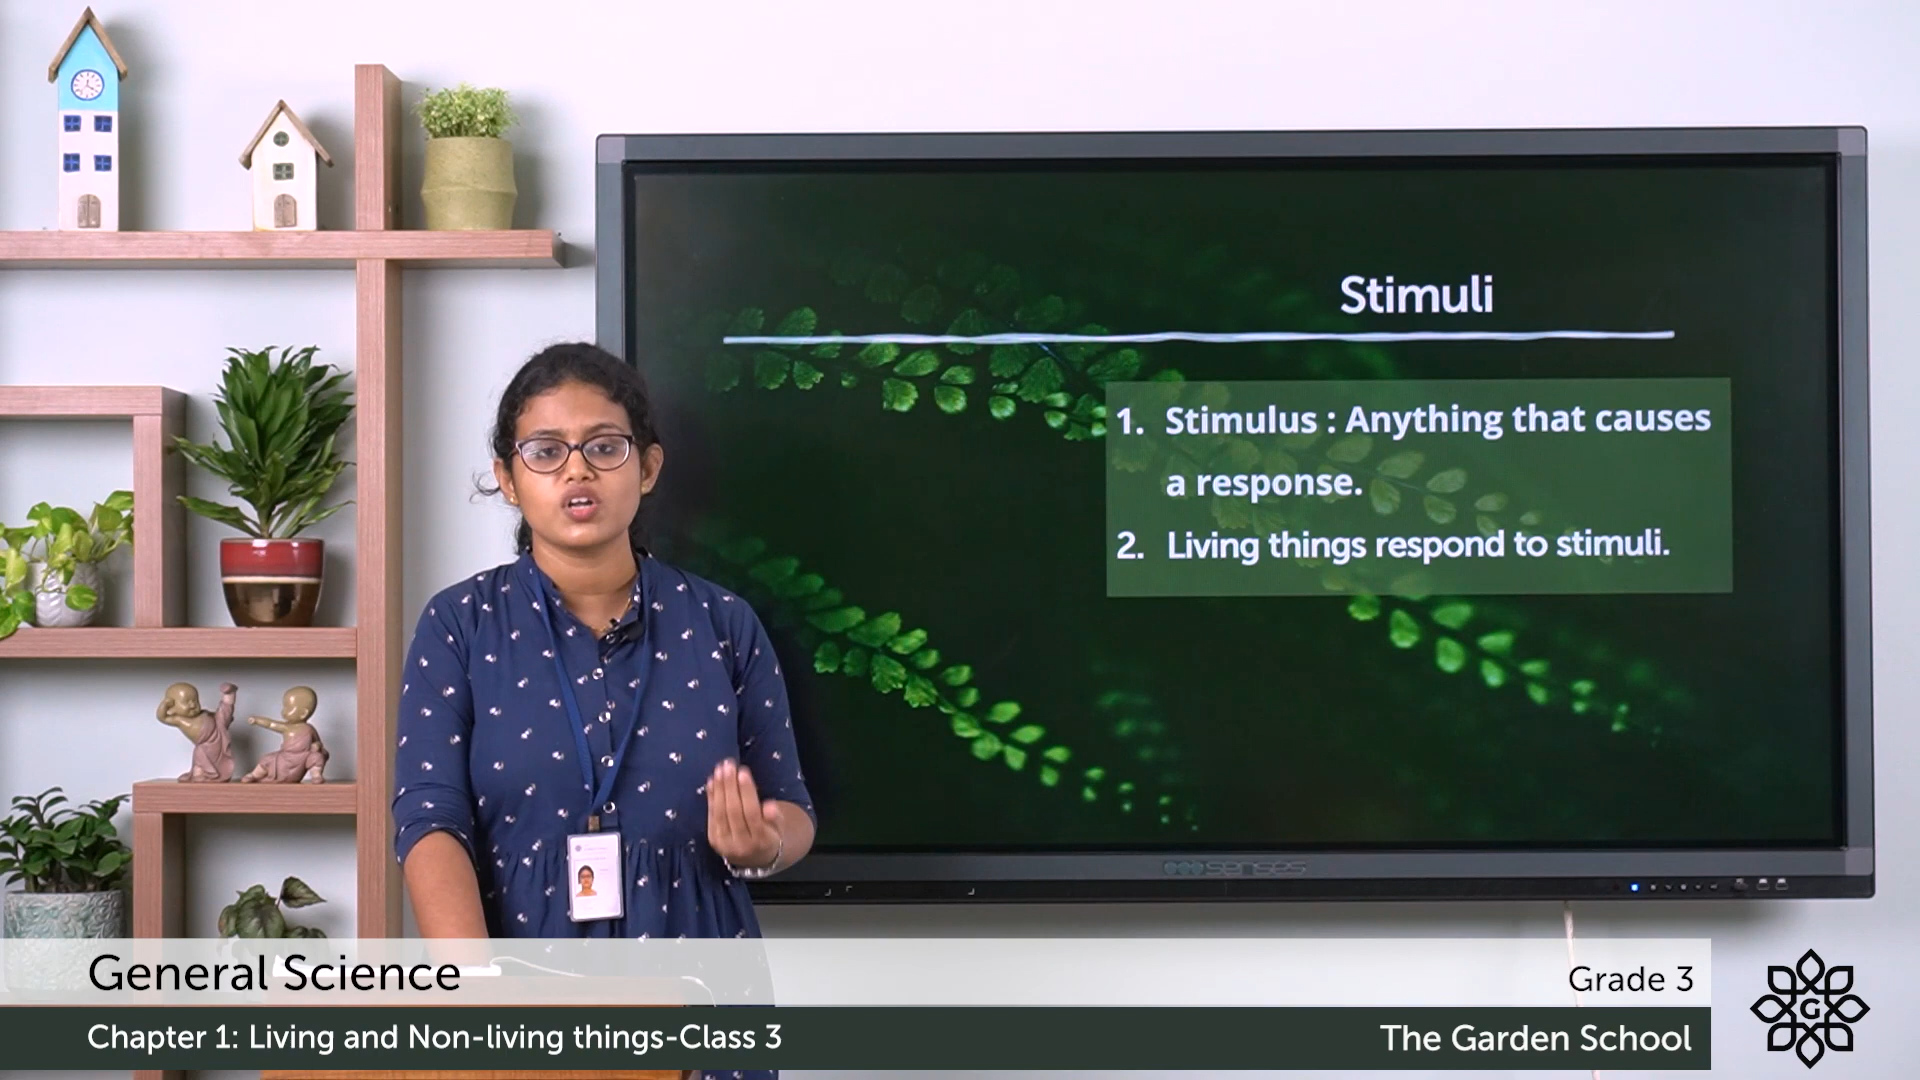 Stimuli
1. Stimulus : Anything that causes
a response.
2. Living things respond to stimuli.
senses
General Science
Grade 3
Chapter 1: Living and Non-living things-Class 3
The Garden School
G